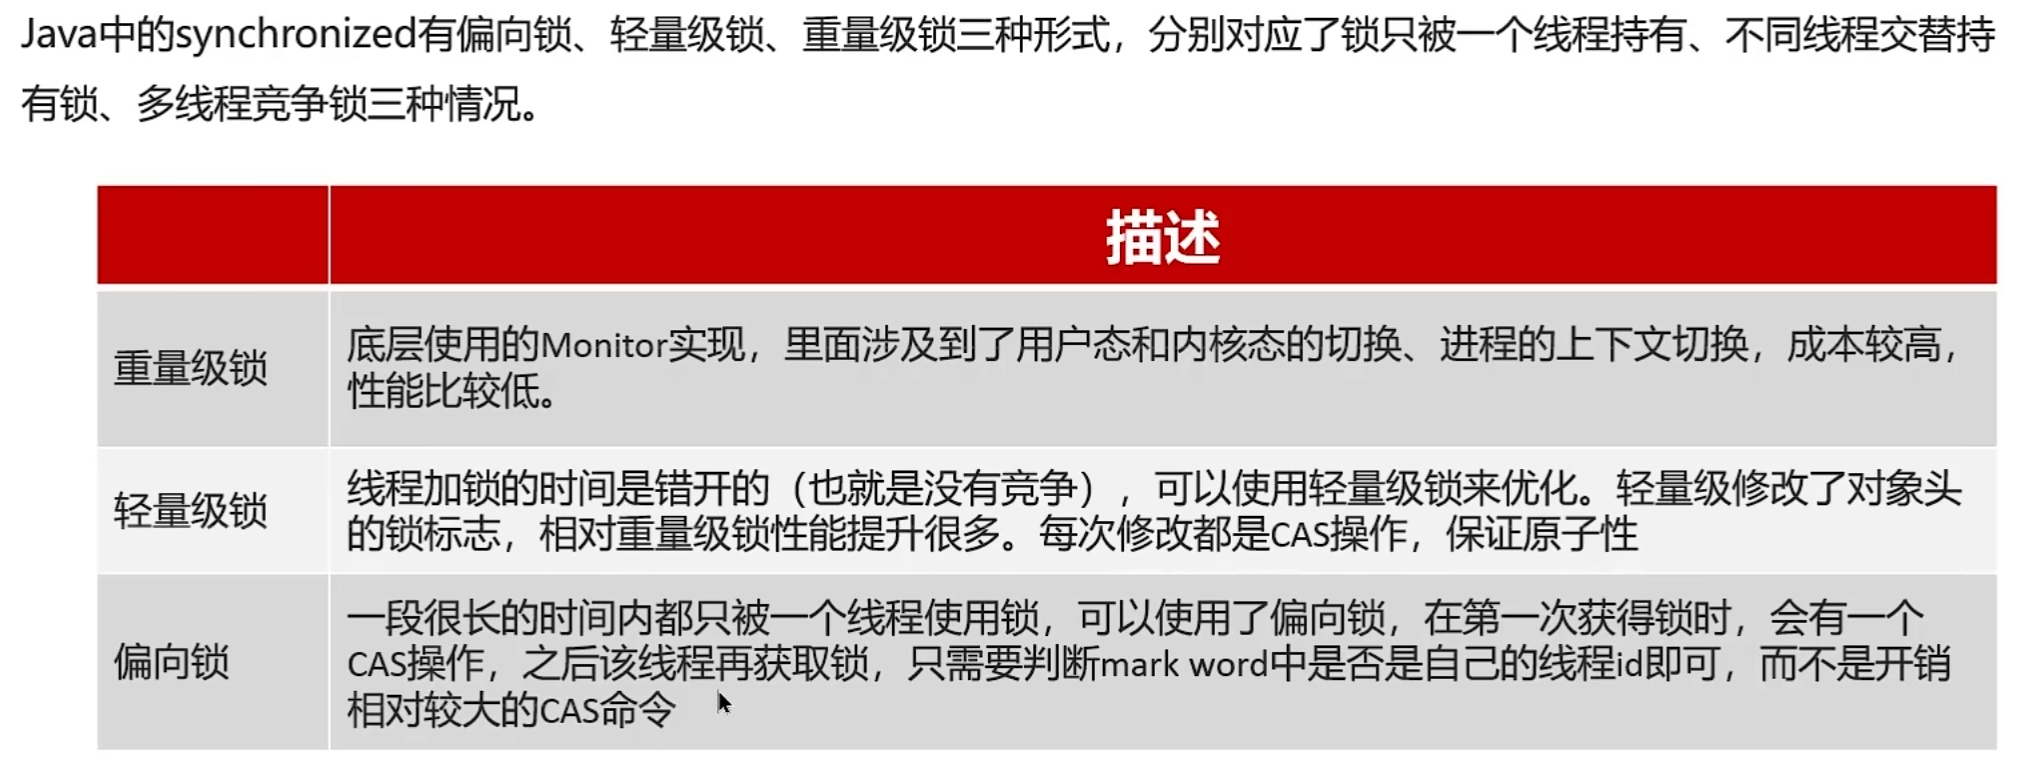 Java中的synchronized有偏向锁、轻量级锁、重量级锁三种形式，分别对应了锁只被一个线程持有、不同线程交替持
有锁、多线程竞争锁三种情况。
描述
重量级锁
底层使用的Monitor实现，里面涉及到了用户态和内核态的切换、进程的上下文切换，成本较高，
性能比较低。
轻量级锁
线程加锁的时间是错开的（也就是没有竞争），可以使用轻量级锁来优化。轻量级修改了对象头
的锁标志，相对重量级锁性能提升很多。每次修改都是CAS操作，保证原子性
偏向锁
一段很长的时间内都只被一个线程使用锁，可以使用了偏向锁，在第一次获得锁时，会有一个
CAS操作，之后该线程再获取锁，只需要判断mark word中是否是自己的线程id即可，而不是开销
相对较大的CAS命令